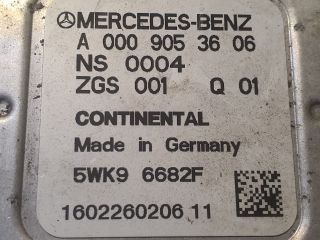 MERCEDES-BENZ
A 000 905 36 06
NS 0004
ZGS 001 Q 01
CONTINENTAL
Made in Germany
5WK9 6682F
1602260206 11